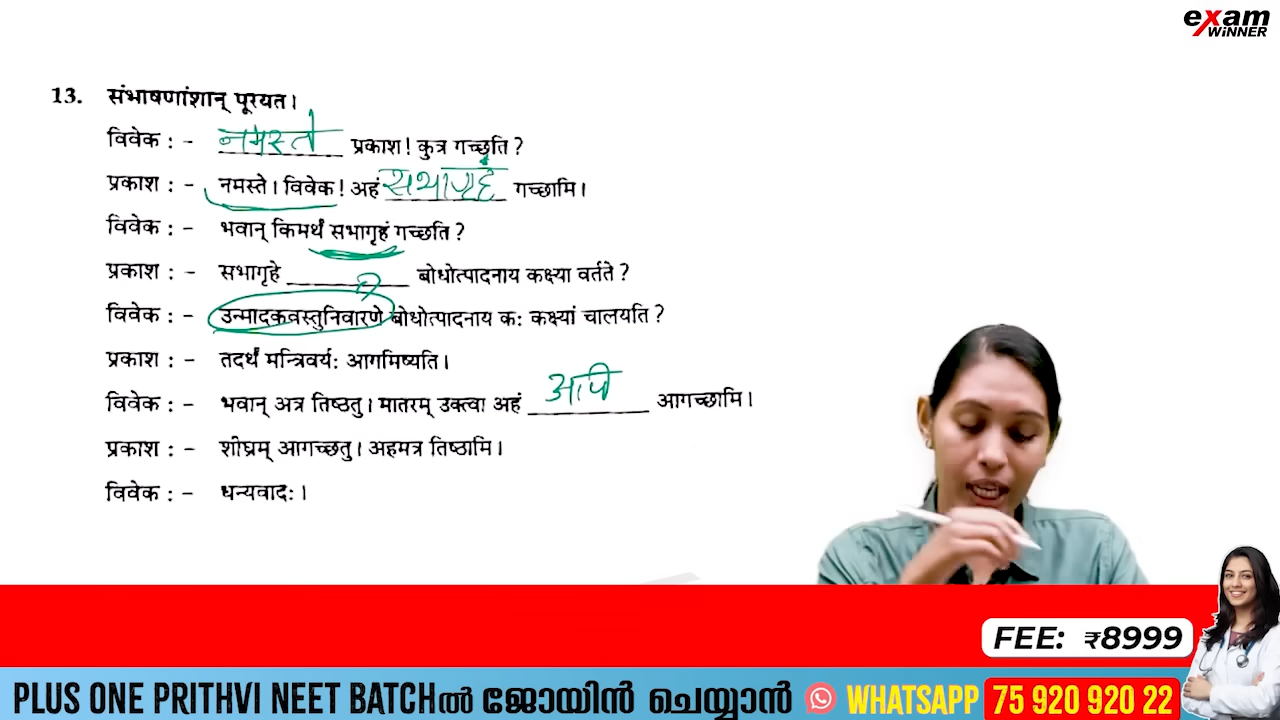 exam
WiNNER
13. संभाषणांशान् पूरयत।
विवेक : - नमस्ते प्रकाश! कुत्र गच्छति ?
प्रकाश : - नमस्ते। विवेक! अहं सभागृहं गच्छामि।
विवेक : - भवान् किमर्थं सभागृहं गच्छति ?
प्रकाश : - सभागृहे ________ बोधोत्पादनाय कक्ष्या वर्तते ?
विवेक : - उन्मादकवस्तुनिवारणे बोधोत्पादनाय कः कक्ष्यां चालयति ?
प्रकाश : - तदर्थं मन्त्रिवर्यः आगमिष्यति।
विवेक : - भवान् अत्र तिष्ठतु। मातरम् उक्त्वा अहं अपि आगच्छामि।
प्रकाश : - शीघ्रम् आगच्छतु। अहमत्र तिष्ठामि।
विवेक : - धन्यवादः।
FEE: ₹8999
PLUS ONE PRITHVI NEET BATCHൽ ജോയിൻ ചെയ്യാൻ WHATSAPP 75 920 920 22